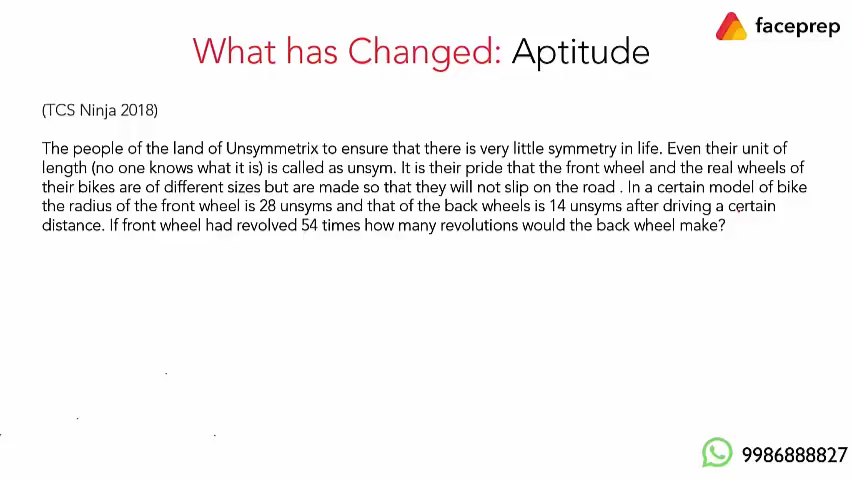 faceprep
What has Changed: Aptitude
(TCS Ninja 2018)
The people of the land of Unsymmetrix to ensure that there is very little symmetry in life. Even their unit of
length (no one knows what it is) is called as unsym. It is their pride that the front wheel and the real wheels of
their bikes are of different sizes but are made so that they will not slip on the road . In a certain model of bike
the radius of the front wheel is 28 unsyms and that of the back wheels is 14 unsyms after driving a certain
distance. If front wheel had revolved 54 times how many revolutions would the back wheel make?
9986888827